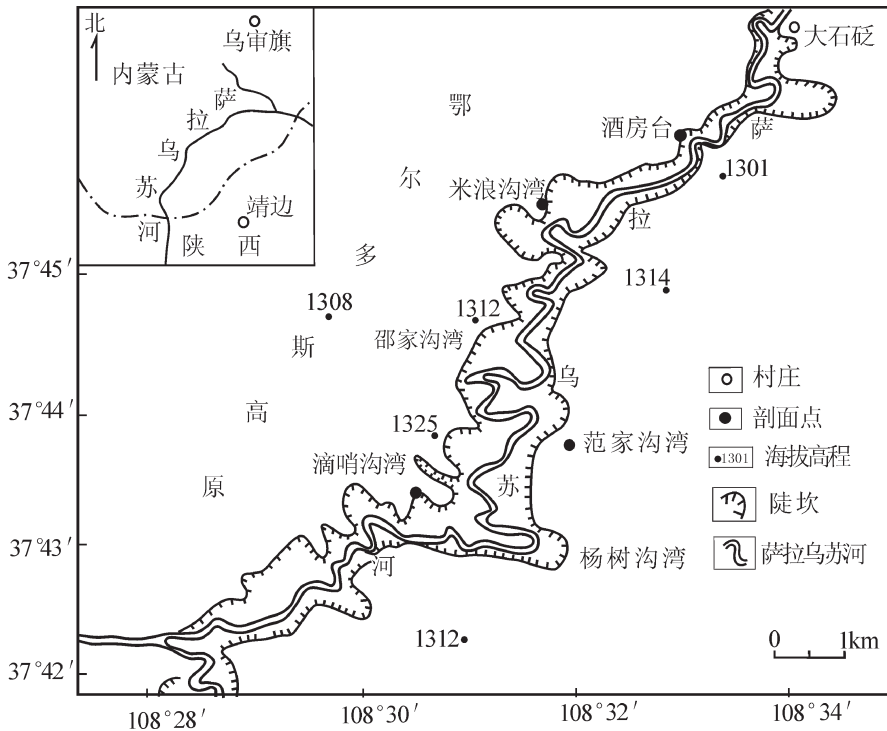 北
乌审旗
内蒙古
萨
拉
乌
苏
河
靖边
陕西
大石砭
鄂
尔
多
斯
高
原
酒房台
萨
1301
米浪沟湾
拉
37°45′
1314
1308
1312
邵家沟湾
乌
村庄
37°44′
剖面点
1325
范家沟湾
1301
海拔高程
滴哨沟湾
苏
陡坎
37°43′
河
杨树沟湾
萨拉乌苏河
1312
0
1km
37°42′
108°28′
108°30′
108°32′
108°34′